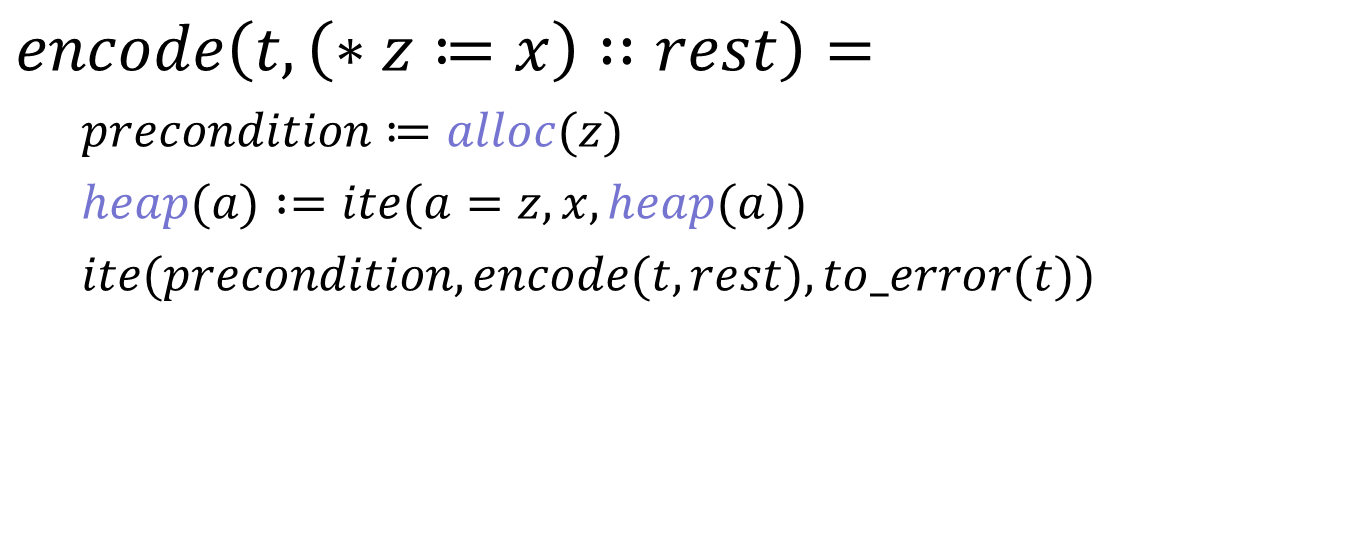 encode(t, (* z ≔ x) ∷ rest) =
precondition ≔ alloc(z)
heap(a) := ite(a = z, x, heap(a))
ite(precondition, encode(t, rest), to_error(t))